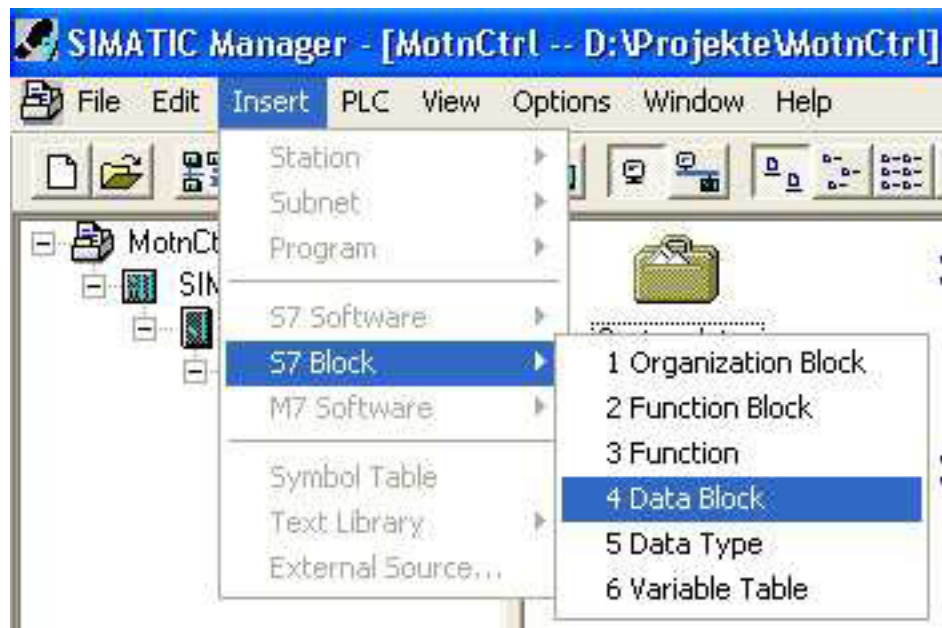 SIMATIC Manager - [MotnCtrl -- D:\Projekte\MotnCtrl]
File Edit Insert PLC View Options Window Help
Station
Subnet
Program
S7 Software
S7 Block
M7 Software
Symbol Table
Text Library
External Source...
MotnCt
SIM
1 Organization Block
2 Function Block
3 Function
4 Data Block
5 Data Type
6 Variable Table